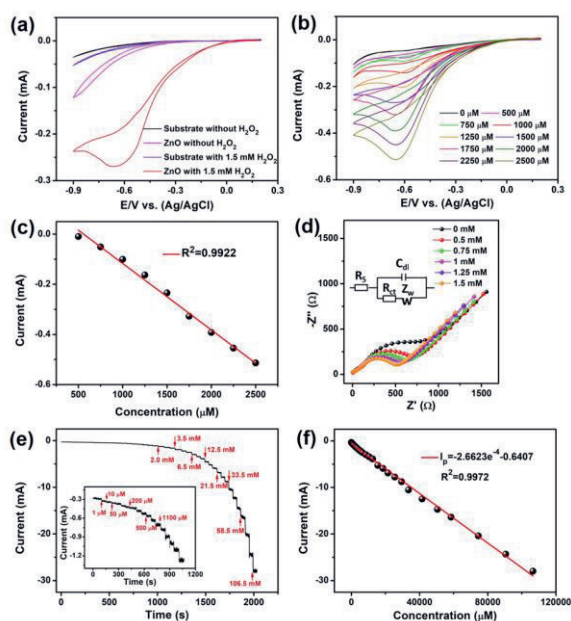 (a)
0.0
-0.1
-0.2
-0.3
Current (mA)
Substrate without H₂O₂
ZnO without H₂O₂
Substrate with 1.5 mM H₂O₂
ZnO with 1.5 mM H₂O₂
-0.9 -0.6 -0.3 0.0 0.3
E/V vs. (Ag/AgCl)
(b)
0.0
-0.2
-0.4
-0.6
Current (mA)
0 μM 500 μM
750 μM 1000 μM
1250 μM 1500 μM
1750 μM 2000 μM
2250 μM 2500 μM
-0.9 -0.6 -0.3 0.0 0.3
E/V vs. (Ag/AgCl)
(c)
0.0
-0.2
-0.4
-0.6
Current (mA)
R²=0.9922
500 1000 1500 2000 2500
Concentration (μM)
(d)
1000
500
0
-Z'' (Ω)
0 mM
0.5 mM
0.75 mM
1 mM
1.25 mM
1.5 mM
Cdi
Rs
Rct Zw
W
0 500 1000 1500
Z' (Ω)
(e)
0
-10
-20
-30
Current (mA)
3.5 mM
2.0 mM
12.5 mM
6.5 mM
33.5 mM
21.5 mM
58.5 mM
106.5 mM
-0.3
-0.6
-0.9
-1.2
Current (mA)
10 μM
1 μM
200 μM
50 μM
1100 μM
500 μM
0 300 600 900
Time (s)
0 500 1000 1500 2000
Time (s)
(f)
0
-10
-20
-30
Current (mA)
Ip=-2.6623e⁻⁴-0.6407
R²=0.9972
0 40000 80000 120000
Concentration (μM)